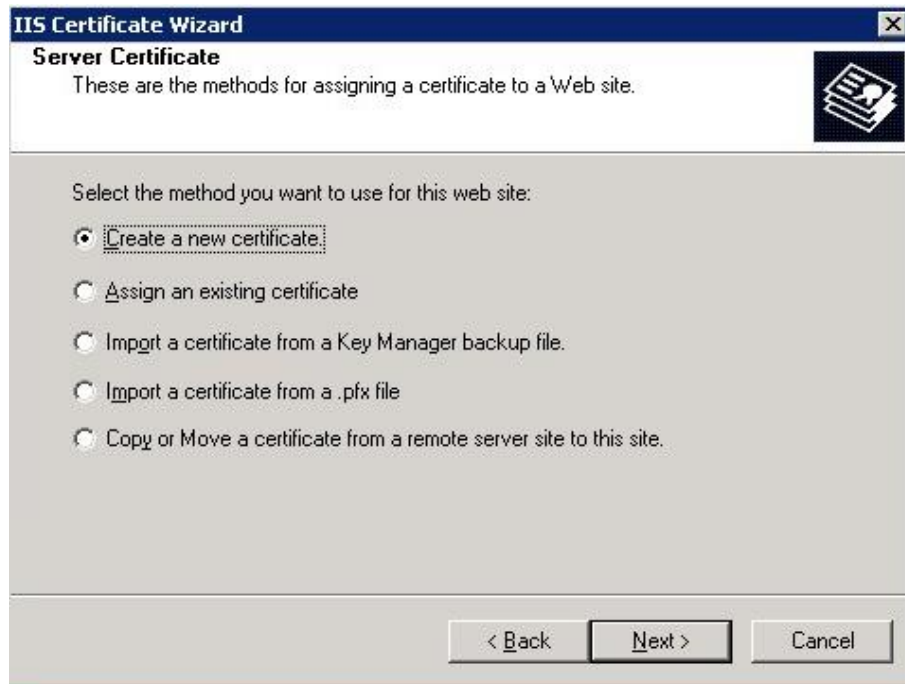 IIS Certificate Wizard
Server Certificate
These are the methods for assigning a certificate to a Web site.
Select the method you want to use for this web site:
Create a new certificate.
Assign an existing certificate
Import a certificate from a Key Manager backup file.
Import a certificate from a .pfx file
Copy or Move a certificate from a remote server site to this site.
< Back Next > Cancel